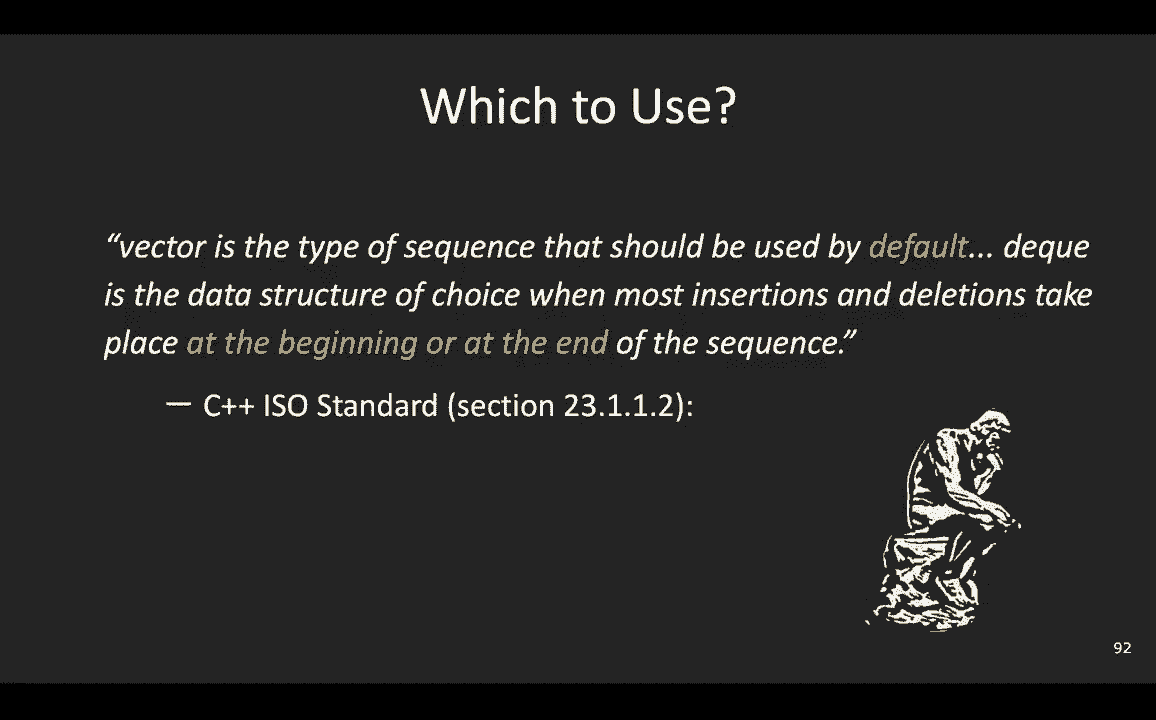 Which to Use?
“vector is the type of sequence that should be used by default... deque
is the data structure of choice when most insertions and deletions take
place at the beginning or at the end of the sequence.”
– C++ ISO Standard (section 23.1.1.2):
92